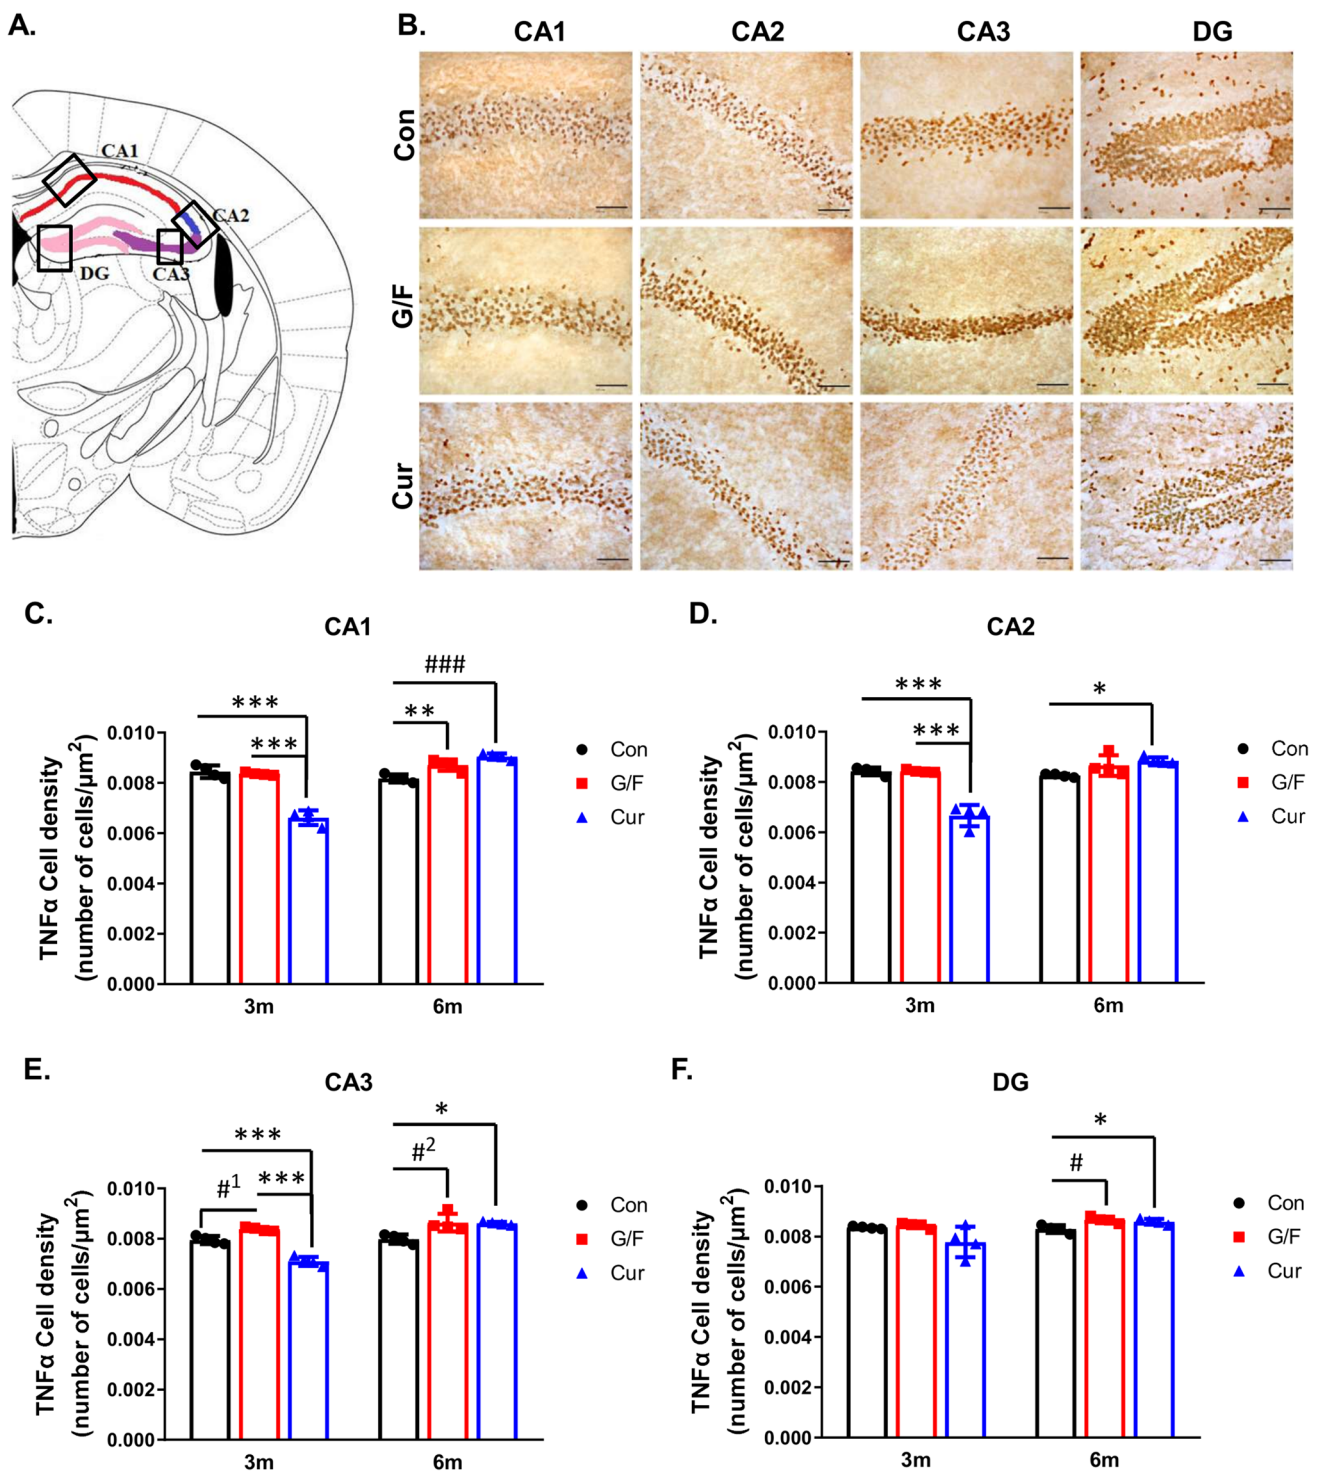 A.
CA1
CA2
DG
CA3
B.
CA1 CA2 CA3 DG
Con
G/F
Cur
C.
CA1
TNFα Cell density
(number of cells/μm²)
0.010
0.008
0.006
0.004
0.002
0.000
***
***
###
**
3m 6m
Con
G/F
Cur
D.
CA2
TNFα Cell density
(number of cells/μm²)
0.010
0.008
0.006
0.004
0.002
0.000
***
***
*
3m 6m
Con
G/F
Cur
E.
CA3
TNFα Cell density
(number of cells/μm²)
0.010
0.008
0.006
0.004
0.002
0.000
***
#¹ ***
*
#²
3m 6m
Con
G/F
Cur
F.
DG
TNFα Cell density
(number of cells/μm²)
0.010
0.008
0.006
0.004
0.002
0.000
*
#
3m 6m
Con
G/F
Cur